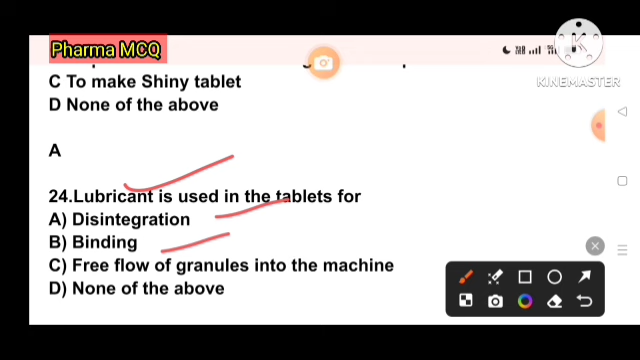 Pharma MCQ
KINEMASTER
C To make Shiny tablet
D None of the above
A
24.Lubricant is used in the tablets for
A) Disintegration
B) Binding
C) Free flow of granules into the machine
D) None of the above